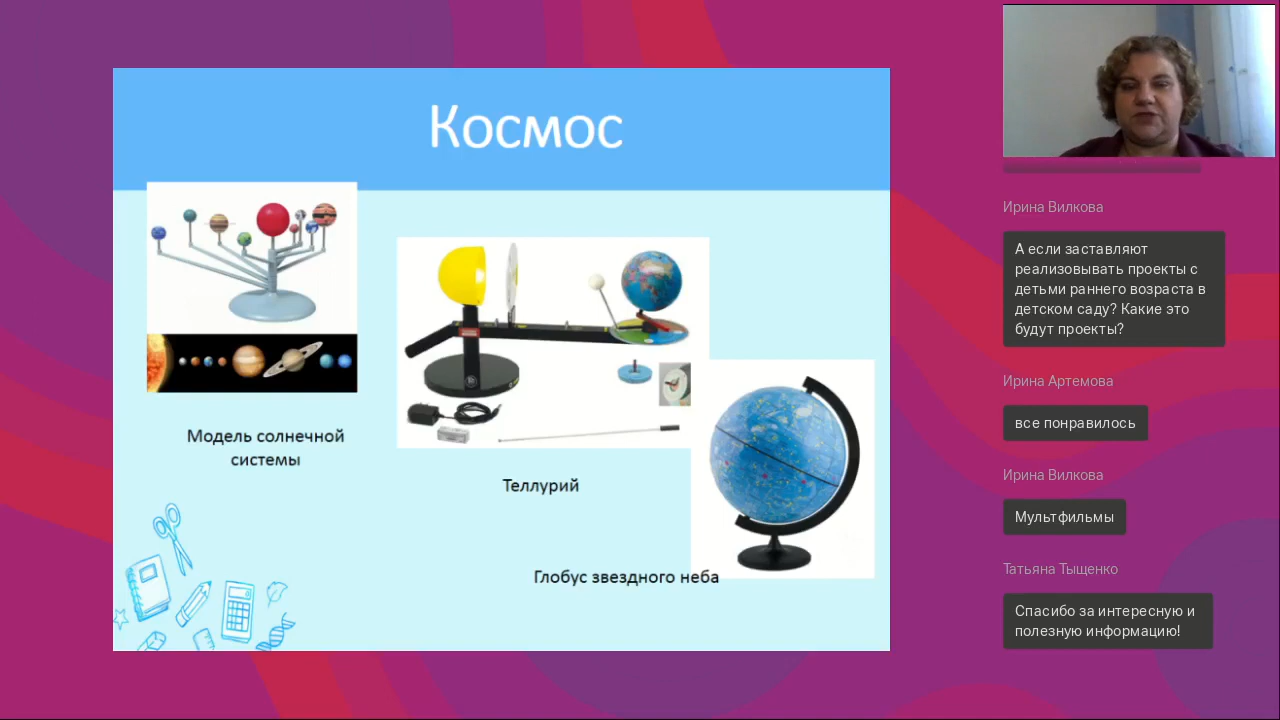 Космос
Модель солнечной
системы
Теллурий
Глобус звездного неба
Ирина Вилкова
А если заставляют
реализовывать проекты с
детьми раннего возраста в
детском саду? Какие это
будут проекты?
Ирина Артемова
все понравилось
Ирина Вилкова
Мультфильмы
Татьяна Тыщенко
Спасибо за интересную и
полезную информацию!